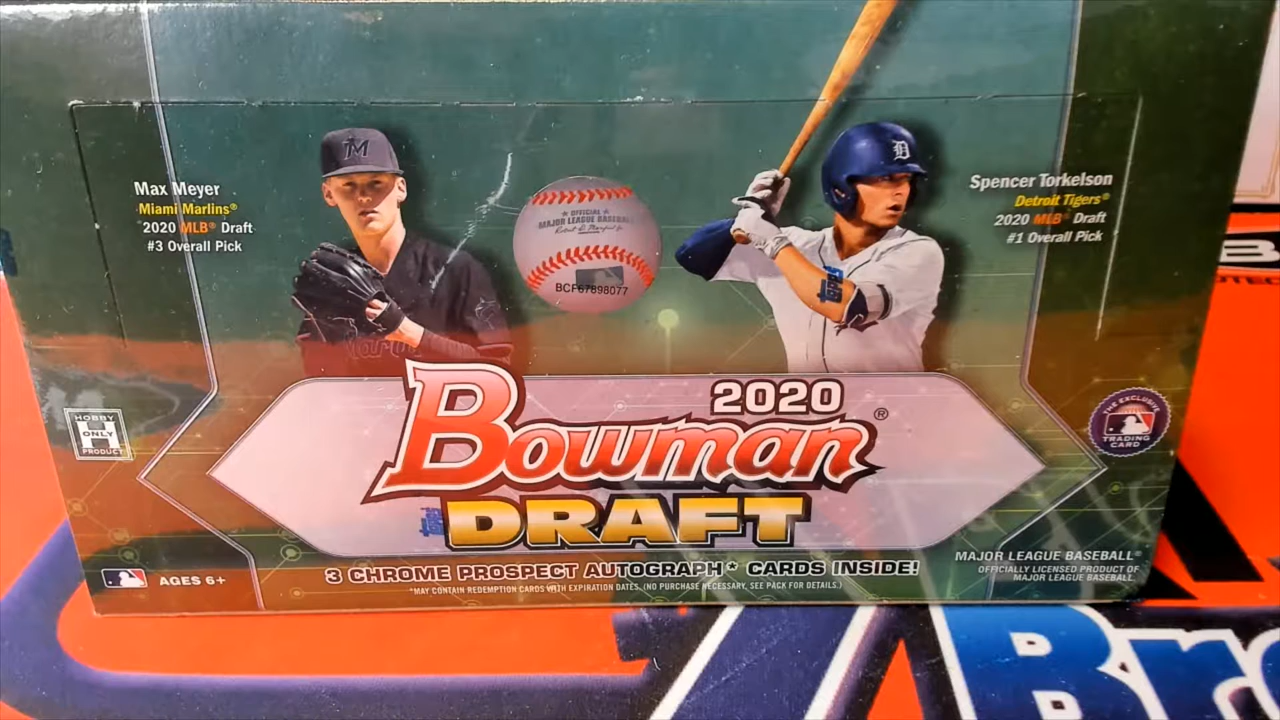 Max Meyer
Miami Marlins®
2020 MLB® Draft
#3 Overall Pick
M
★ OFFICIAL ★
MAJOR LEAGUE BASEBALL
BCF67898077
D
Spencer Torkelson
Detroit Tigers®
2020 MLB® Draft
#1 Overall Pick
HOBBY
H
ONLY
PRODUCT
2020
Bowman®
DRAFT
THE EXCLUSIVE
TRADING
CARD
AGES 6+
3 CHROME PROSPECT AUTOGRAPH* CARDS INSIDE!
*MAY CONTAIN REDEMPTION CARDS WITH EXPIRATION DATES. (NO PURCHASE NECESSARY, SEE PACK FOR DETAILS.)
MAJOR LEAGUE BASEBALL®
OFFICIALLY LICENSED PRODUCT OF
MAJOR LEAGUE BASEBALL.
Bro